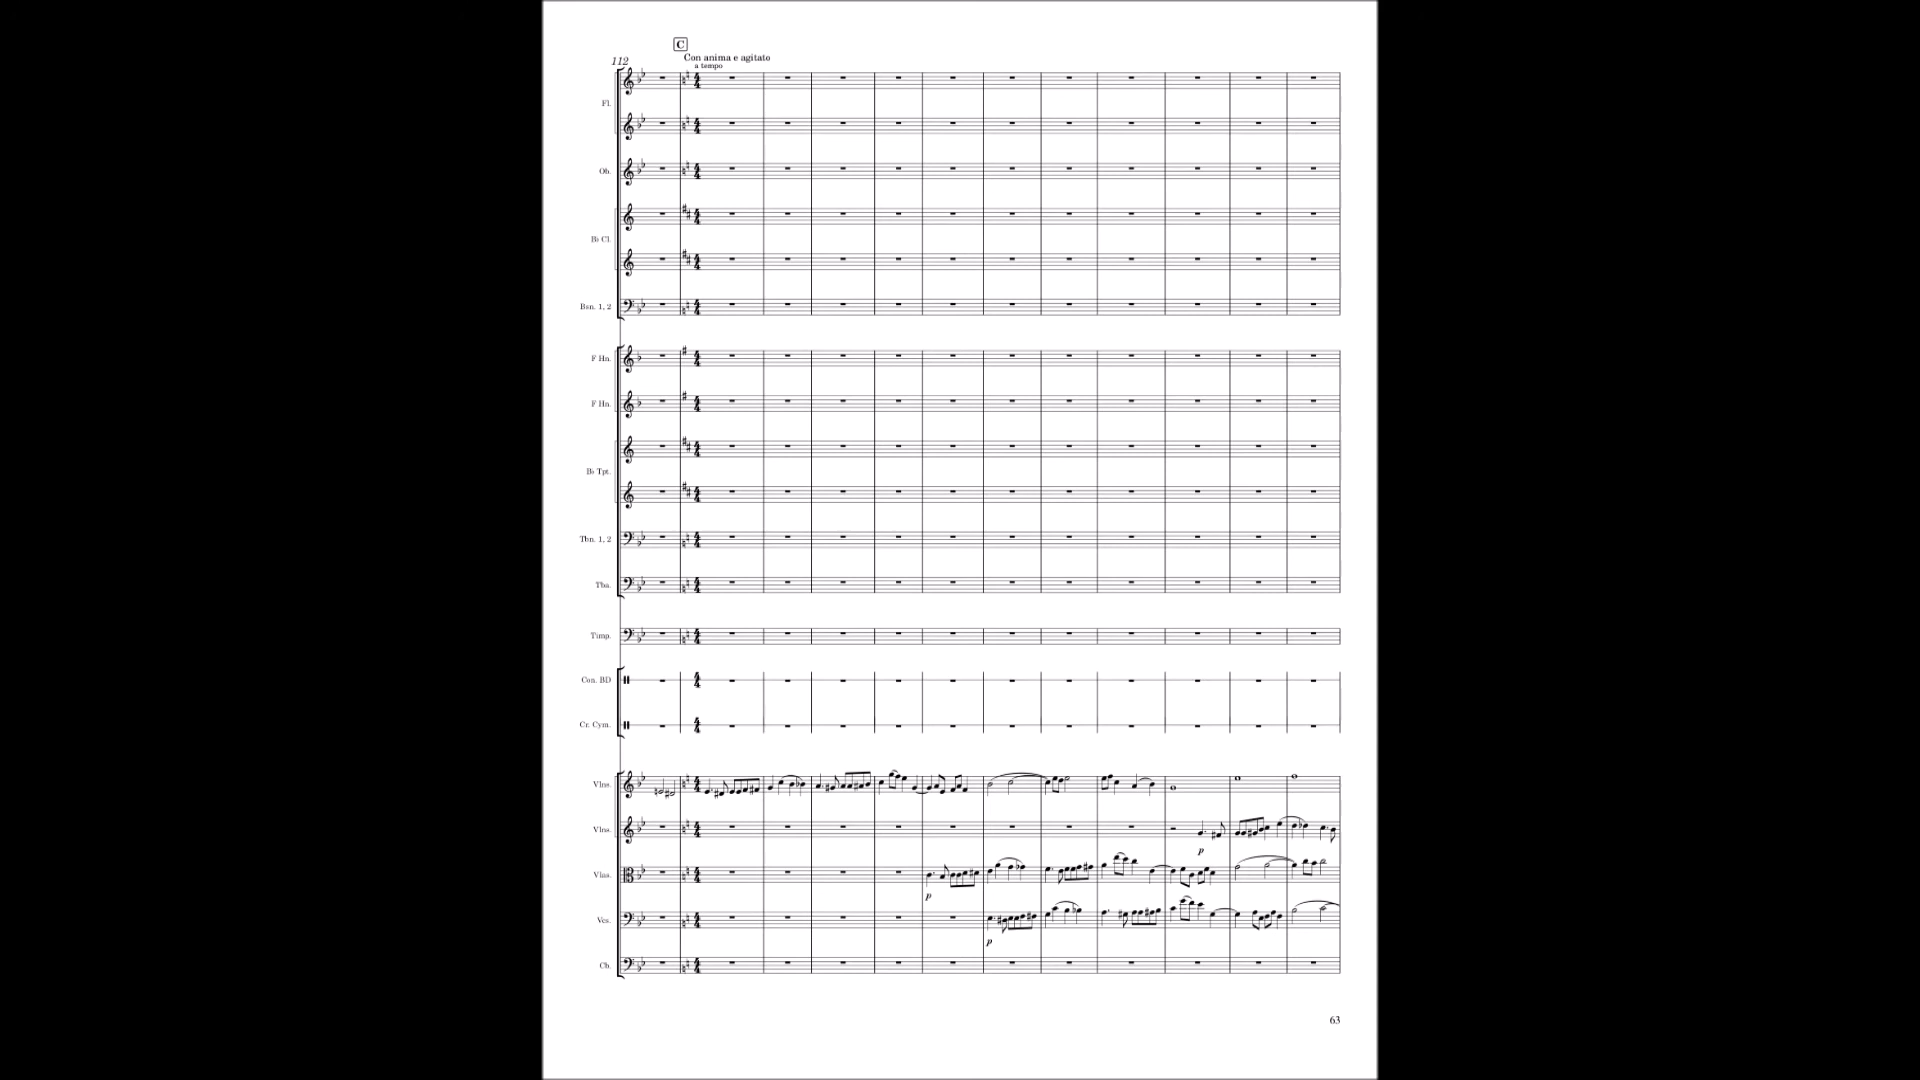 C
Con anima e agitato
112
a tempo
Fl.
Ob.
B♭ Cl.
Bsn. 1, 2
F Hn.
F Hn.
B♭ Tpt.
Tbn. 1, 2
Tba.
Timp.
Con. BD
Cr. Cym.
Vlns.
Vlns.
p
Vlas.
p
Vcs.
p
Cb.
63